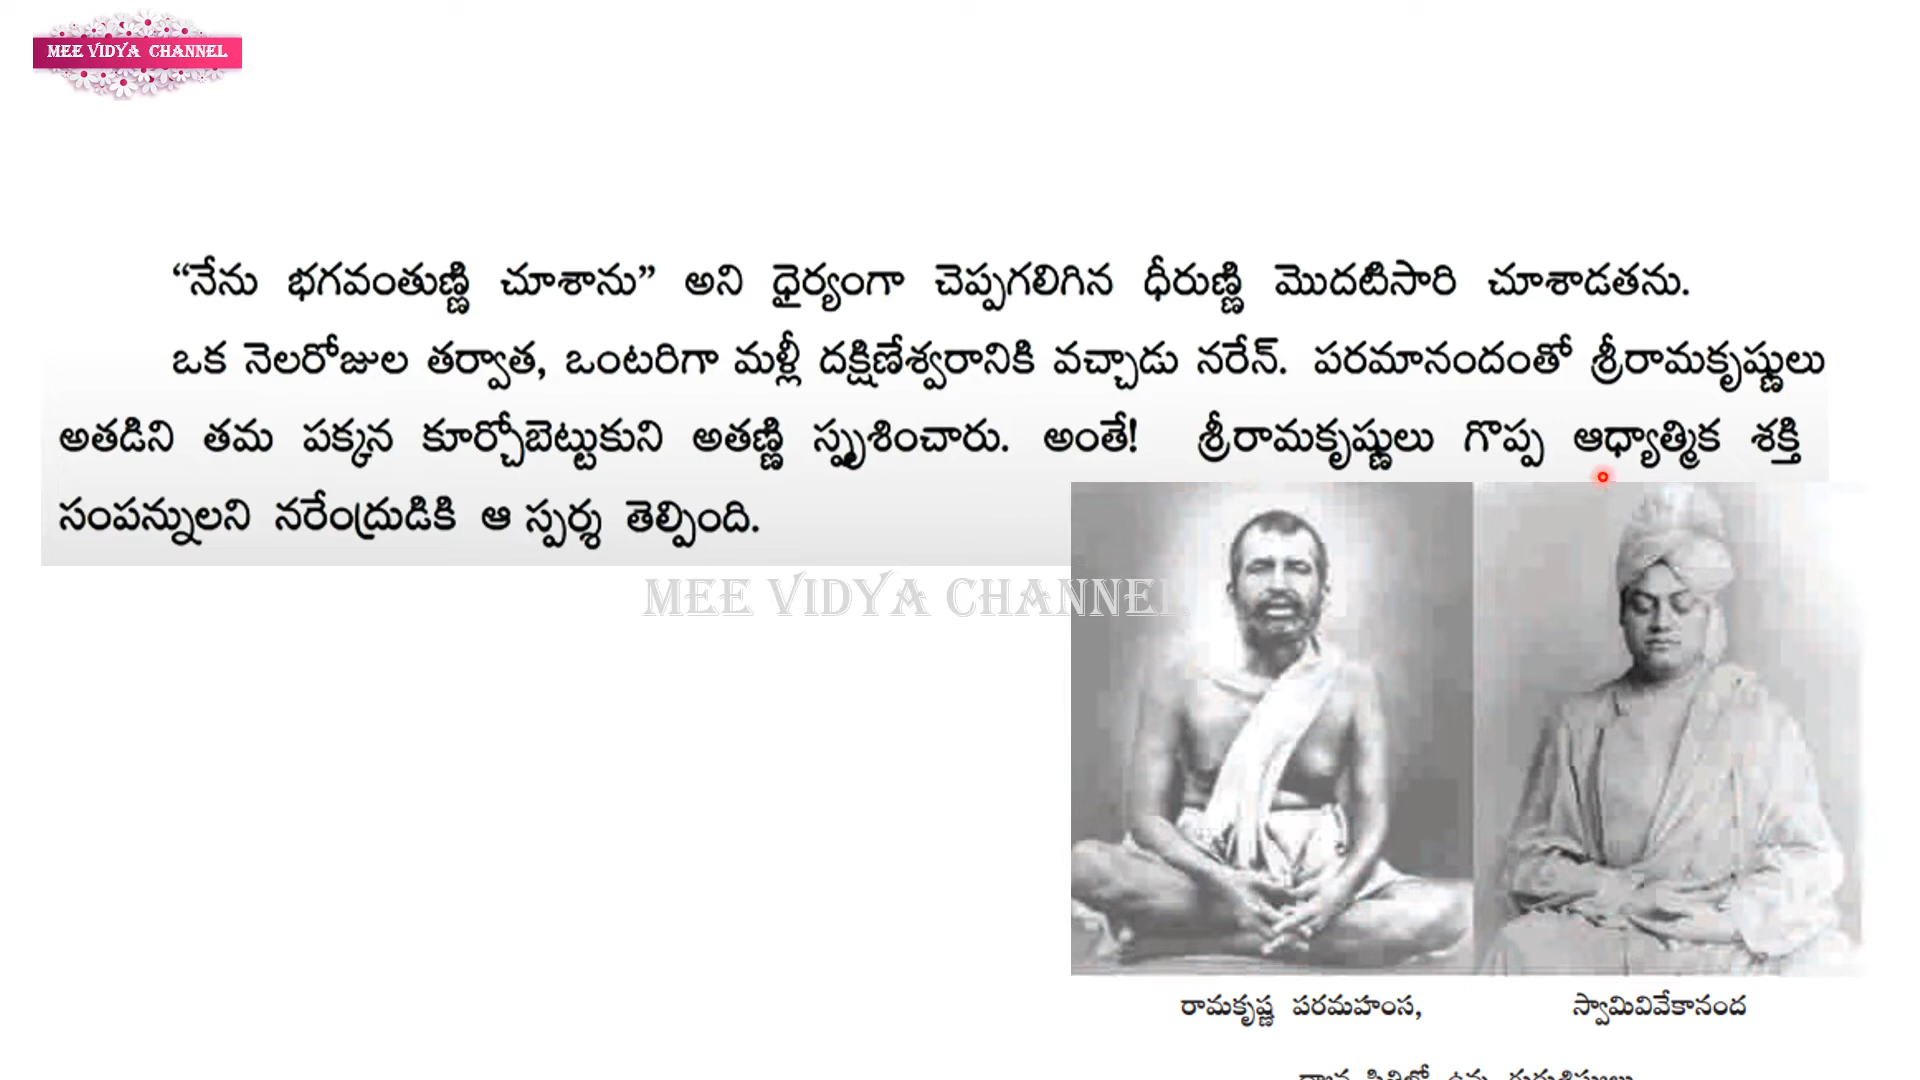 MEE VIDYA CHANNEL
“నేను భగవంతుణ్ణి చూశాను” అని ధైర్యంగా చెప్పగలిగిన ధీరుణ్ణి మొదటిసారి చూశాడతను.
ఒక నెలరోజుల తర్వాత, ఒంటరిగా మళ్లీ దక్షిణేశ్వరానికి వచ్చాడు నరేన్. పరమానందంతో శ్రీరామకృష్ణులు
అతడిని తమ పక్కన కూర్చోబెట్టుకుని అతణ్ణి స్పృశించారు. అంతే! శ్రీరామకృష్ణులు గొప్ప ఆధ్యాత్మిక శక్తి
సంపన్నులని నరేంద్రుడికి ఆ స్పర్శ తెల్పింది.
MEE VIDYA CHANNEL
రామకృష్ణ పరమహంస, స్వామివివేకానంద